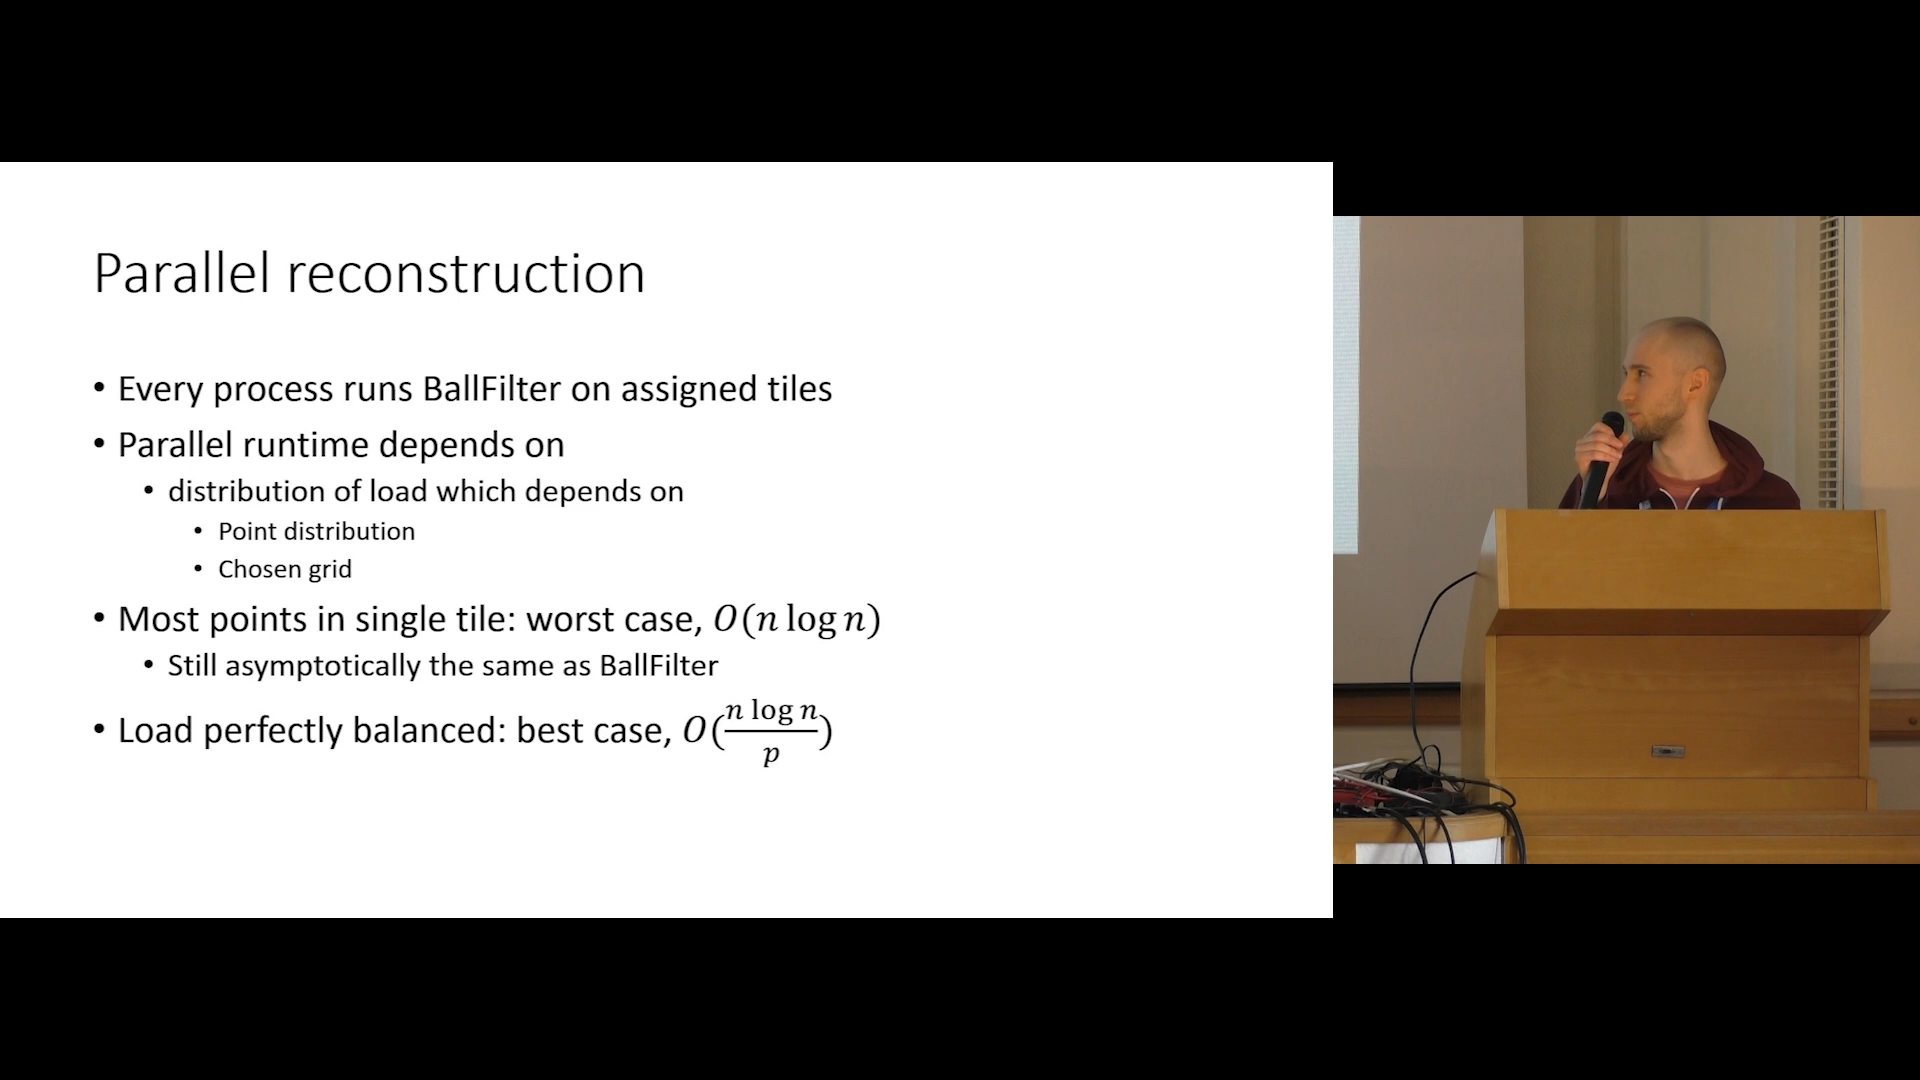 Parallel reconstruction
• Every process runs BallFilter on assigned tiles
• Parallel runtime depends on
• distribution of load which depends on
• Point distribution
• Chosen grid
• Most points in single tile: worst case, O(n log n)
• Still asymptotically the same as BallFilter
• Load perfectly balanced: best case, O(n log n / p)